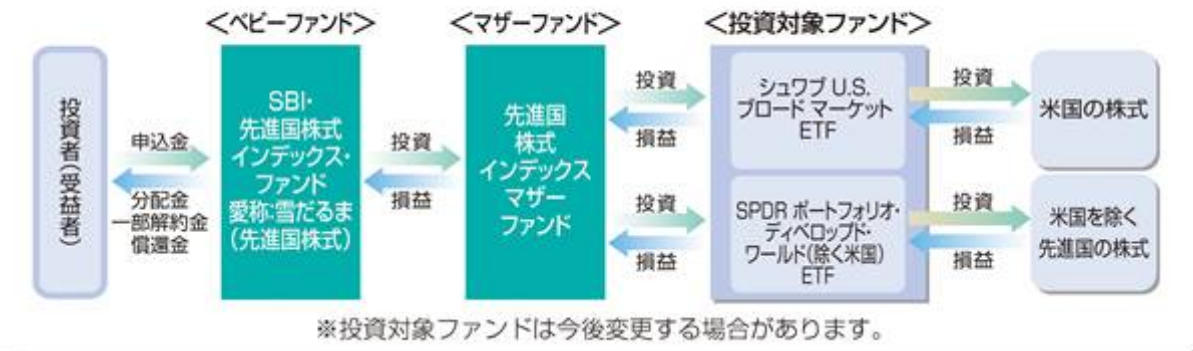 ＜ベビーファンド＞
＜マザーファンド＞
＜投資対象ファンド＞
投資者(受益者)
申込金
分配金
一部解約金
償還金
SBI・
先進国株式
インデックス・
ファンド
愛称:雪だるま
(先進国株式)
投資
損益
先進国
株式
インデックス
マザー
ファンド
投資
損益
投資
損益
シュワブ U.S.
ブロード マーケット
ETF
SPDR ポートフォリオ・
ディベロップド・
ワールド(除く米国)
ETF
投資
損益
投資
損益
米国の株式
米国を除く
先進国の株式
※投資対象ファンドは今後変更する場合があります。